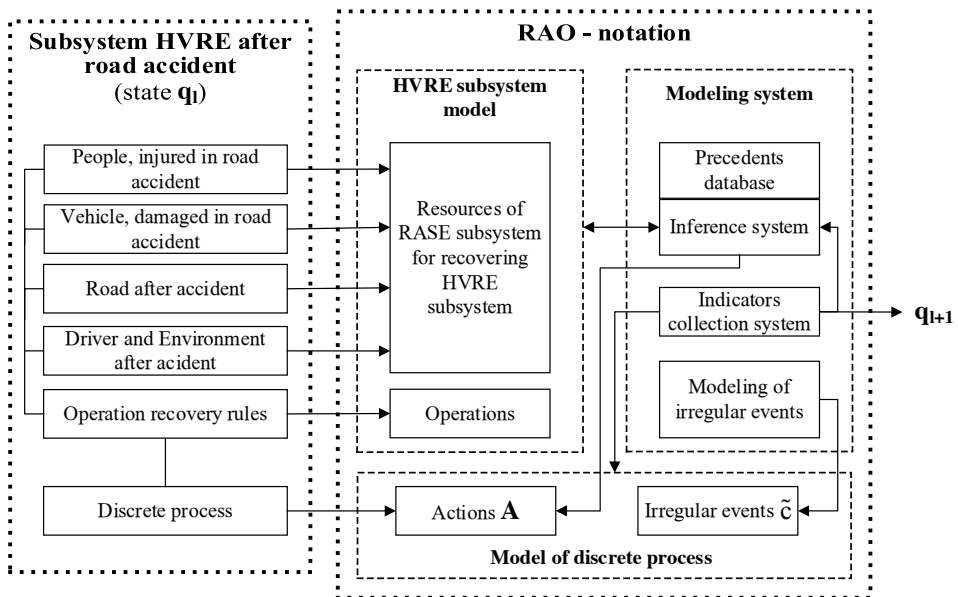 Subsystem HVRE after
road accident
(state q₁)
People, injured in road
accident
Vehicle, damaged in road
accident
Road after accident
Driver and Environment
after acident
Operation recovery rules
Discrete process
RAO - notation
HVRE subsystem
model
Resources of
RASE subsystem
for recovering
HVRE
subsystem
Operations
Modeling system
Precedents
database
Inference system
Indicators
collection system
Modeling of
irregular events
Actions A
Irregular events c̃
Model of discrete process
qₗ₊₁